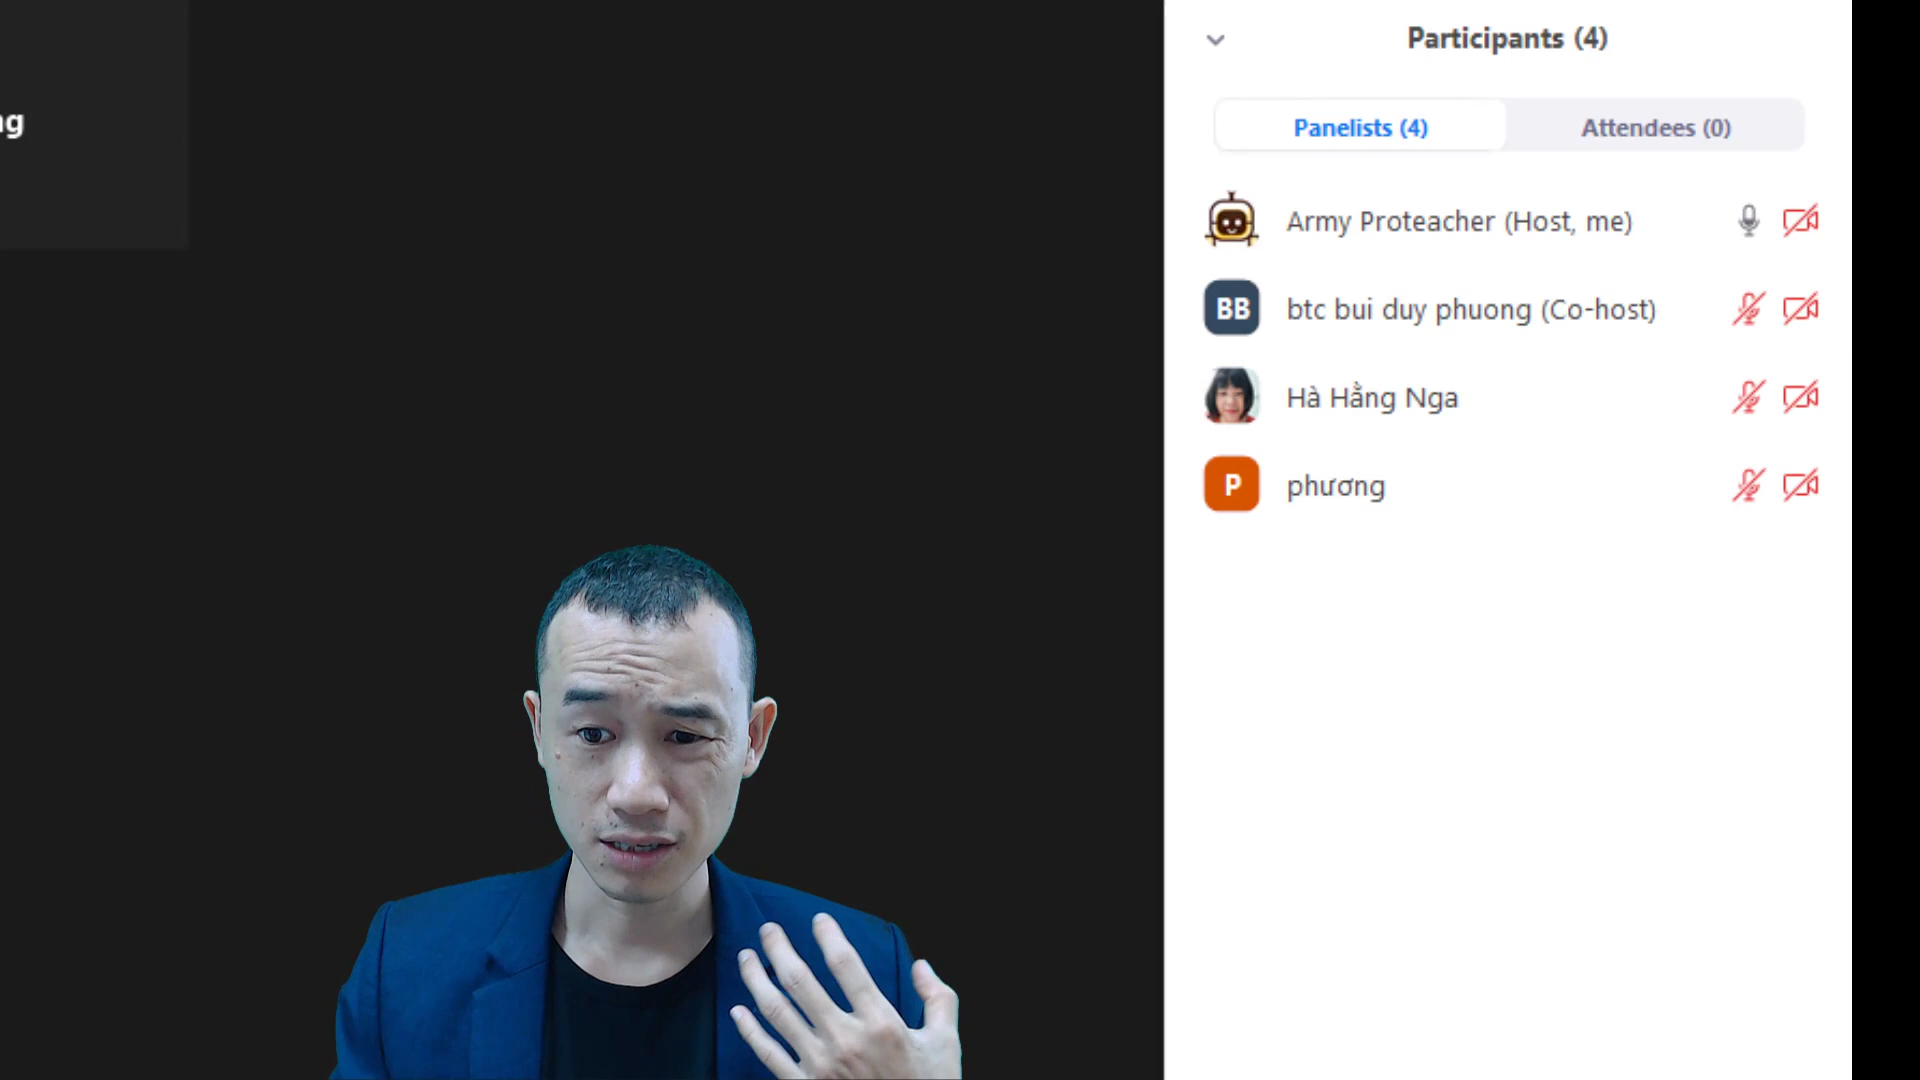 Participants (4)
Panelists (4)
Attendees (0)
Army Proteacher (Host, me)
BB
btc bui duy phuong (Co-host)
Hà Hằng Nga
P
phương